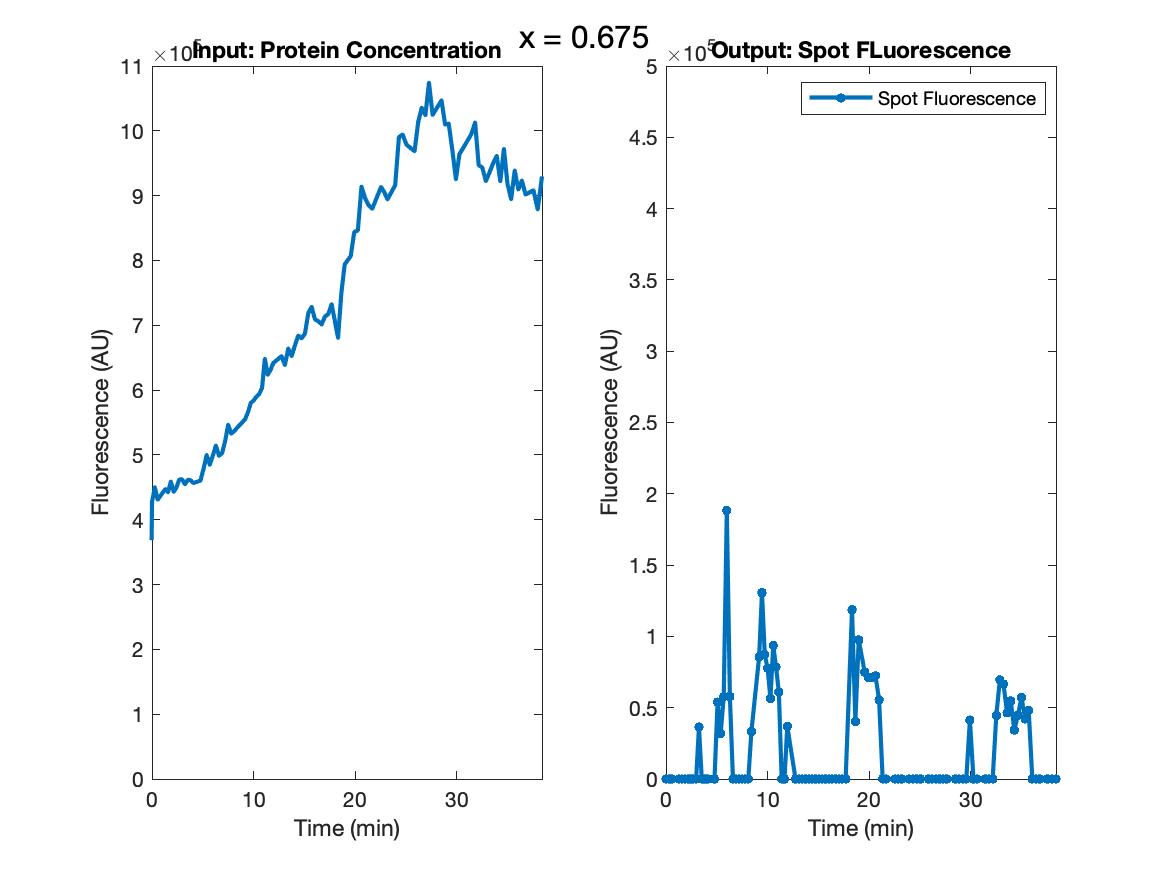 x = 0.675
×10⁵
Input: Protein Concentration
11
10
9
8
7
6
5
4
3
2
1
0
Fluorescence (AU)
0 10 20 30
Time (min)
×10⁵
Output: Spot FLuorescence
Spot Fluorescence
5
4.5
4
3.5
3
2.5
2
1.5
1
0.5
0
Fluorescence (AU)
0 10 20 30
Time (min)